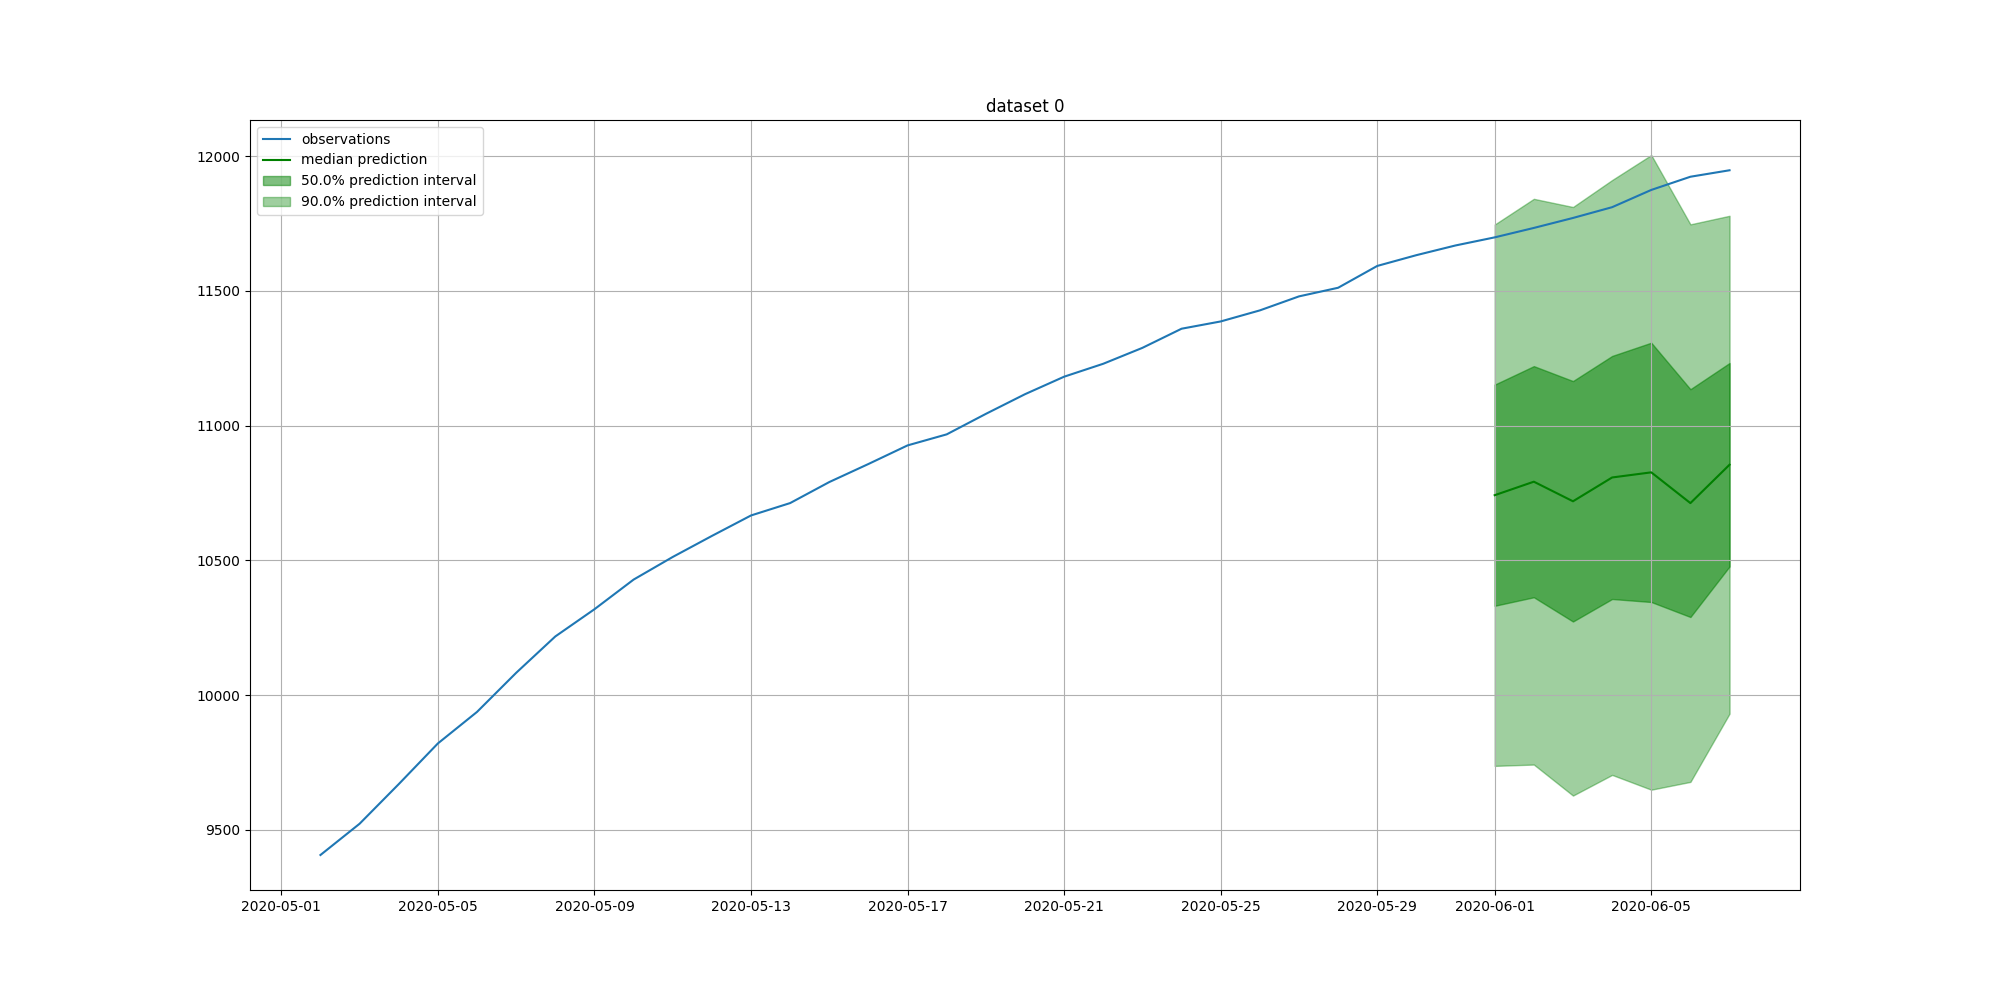 dataset 0
observations
median prediction
50.0% prediction interval
90.0% prediction interval
12000
11500
11000
10500
10000
9500
2020-05-01 2020-05-05 2020-05-09 2020-05-13 2020-05-17 2020-05-21 2020-05-25 2020-05-29 2020-06-01 2020-06-05